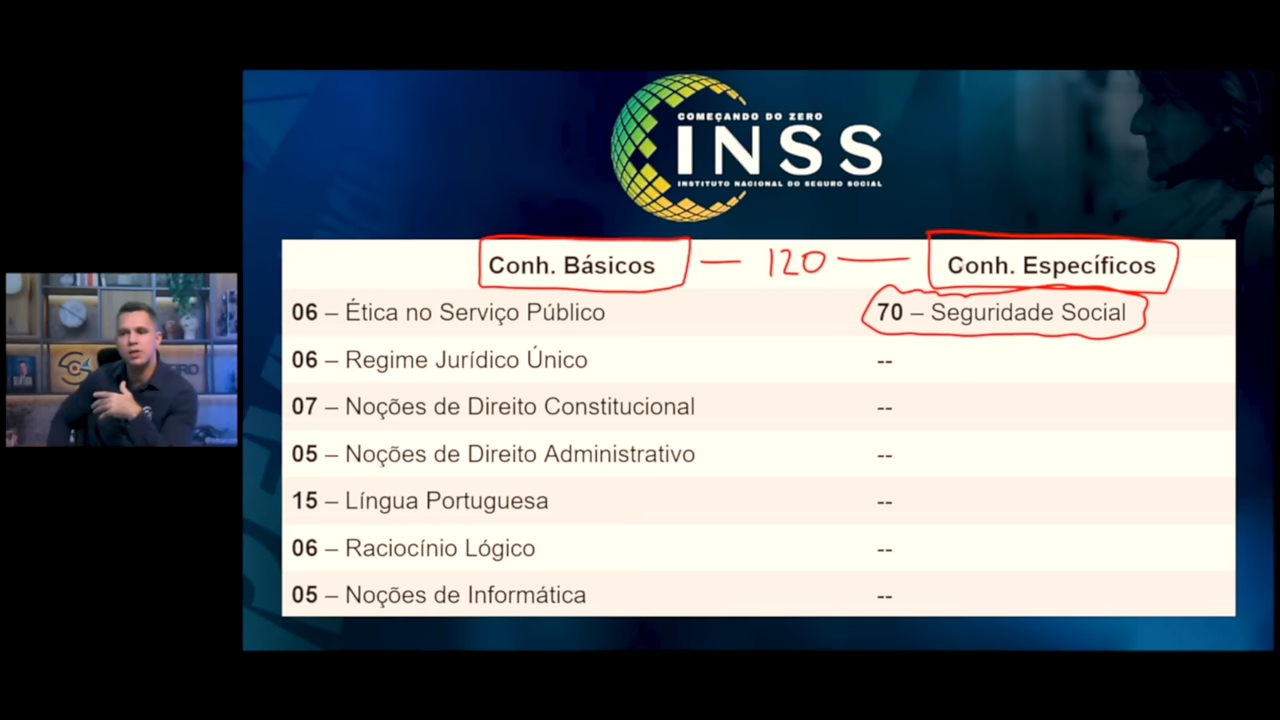 COMEÇANDO DO ZERO
INSS
INSTITUTO NACIONAL DO SEGURO SOCIAL
Conh. Básicos — 120 — Conh. Específicos
06 – Ética no Serviço Público 70 – Seguridade Social
06 – Regime Jurídico Único --
07 – Noções de Direito Constitucional --
05 – Noções de Direito Administrativo --
15 – Língua Portuguesa --
06 – Raciocínio Lógico --
05 – Noções de Informática --